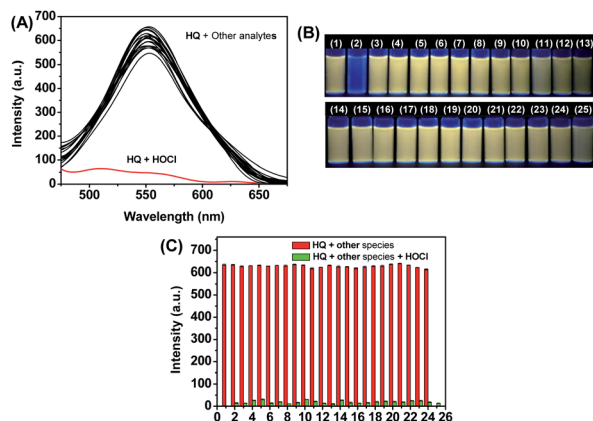 (A)
700
600
500
400
300
200
100
0
Intensity (a.u.)
HQ + Other analytes
HQ + HOCl
500 550 600 650
Wavelength (nm)
(B)
(1) (2) (3) (4) (5) (6) (7) (8) (9) (10) (11) (12) (13)
(14) (15) (16) (17) (18) (19) (20) (21) (22) (23) (24) (25)
(C)
700
600
500
400
300
200
100
0
Intensity (a.u.)
HQ + other species
HQ + other species + HOCl
0 2 4 6 8 10 12 14 16 18 20 22 24 26